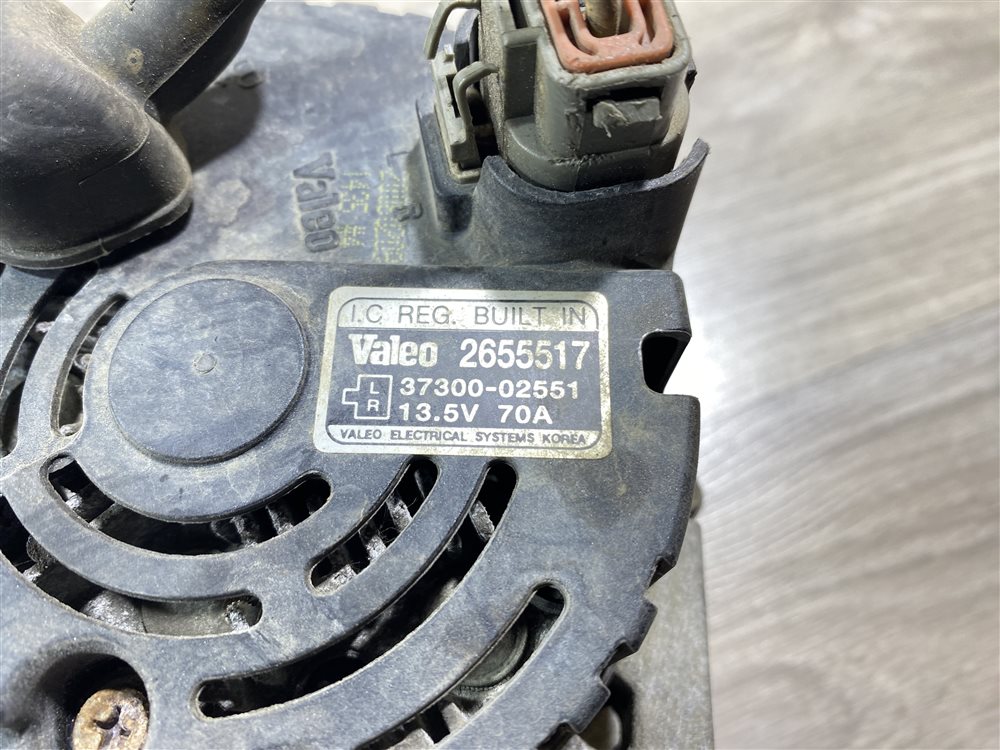 Valeo
I.C REG. BUILT IN
Valeo 2655517
L 37300-02551
R 13.5V 70A
VALEO ELECTRICAL SYSTEMS KOREA